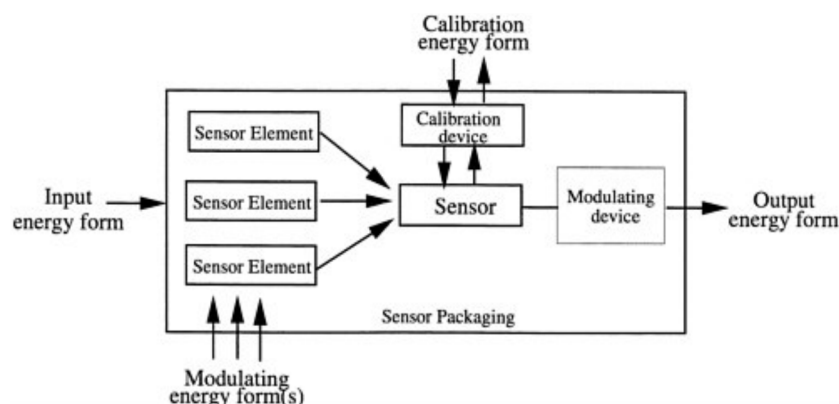 Calibration
energy form
Calibration
device
Sensor Element
Sensor Element
Sensor Element
Input
energy form
Sensor
Modulating
device
Output
energy form
Sensor Packaging
Modulating
energy form(s)